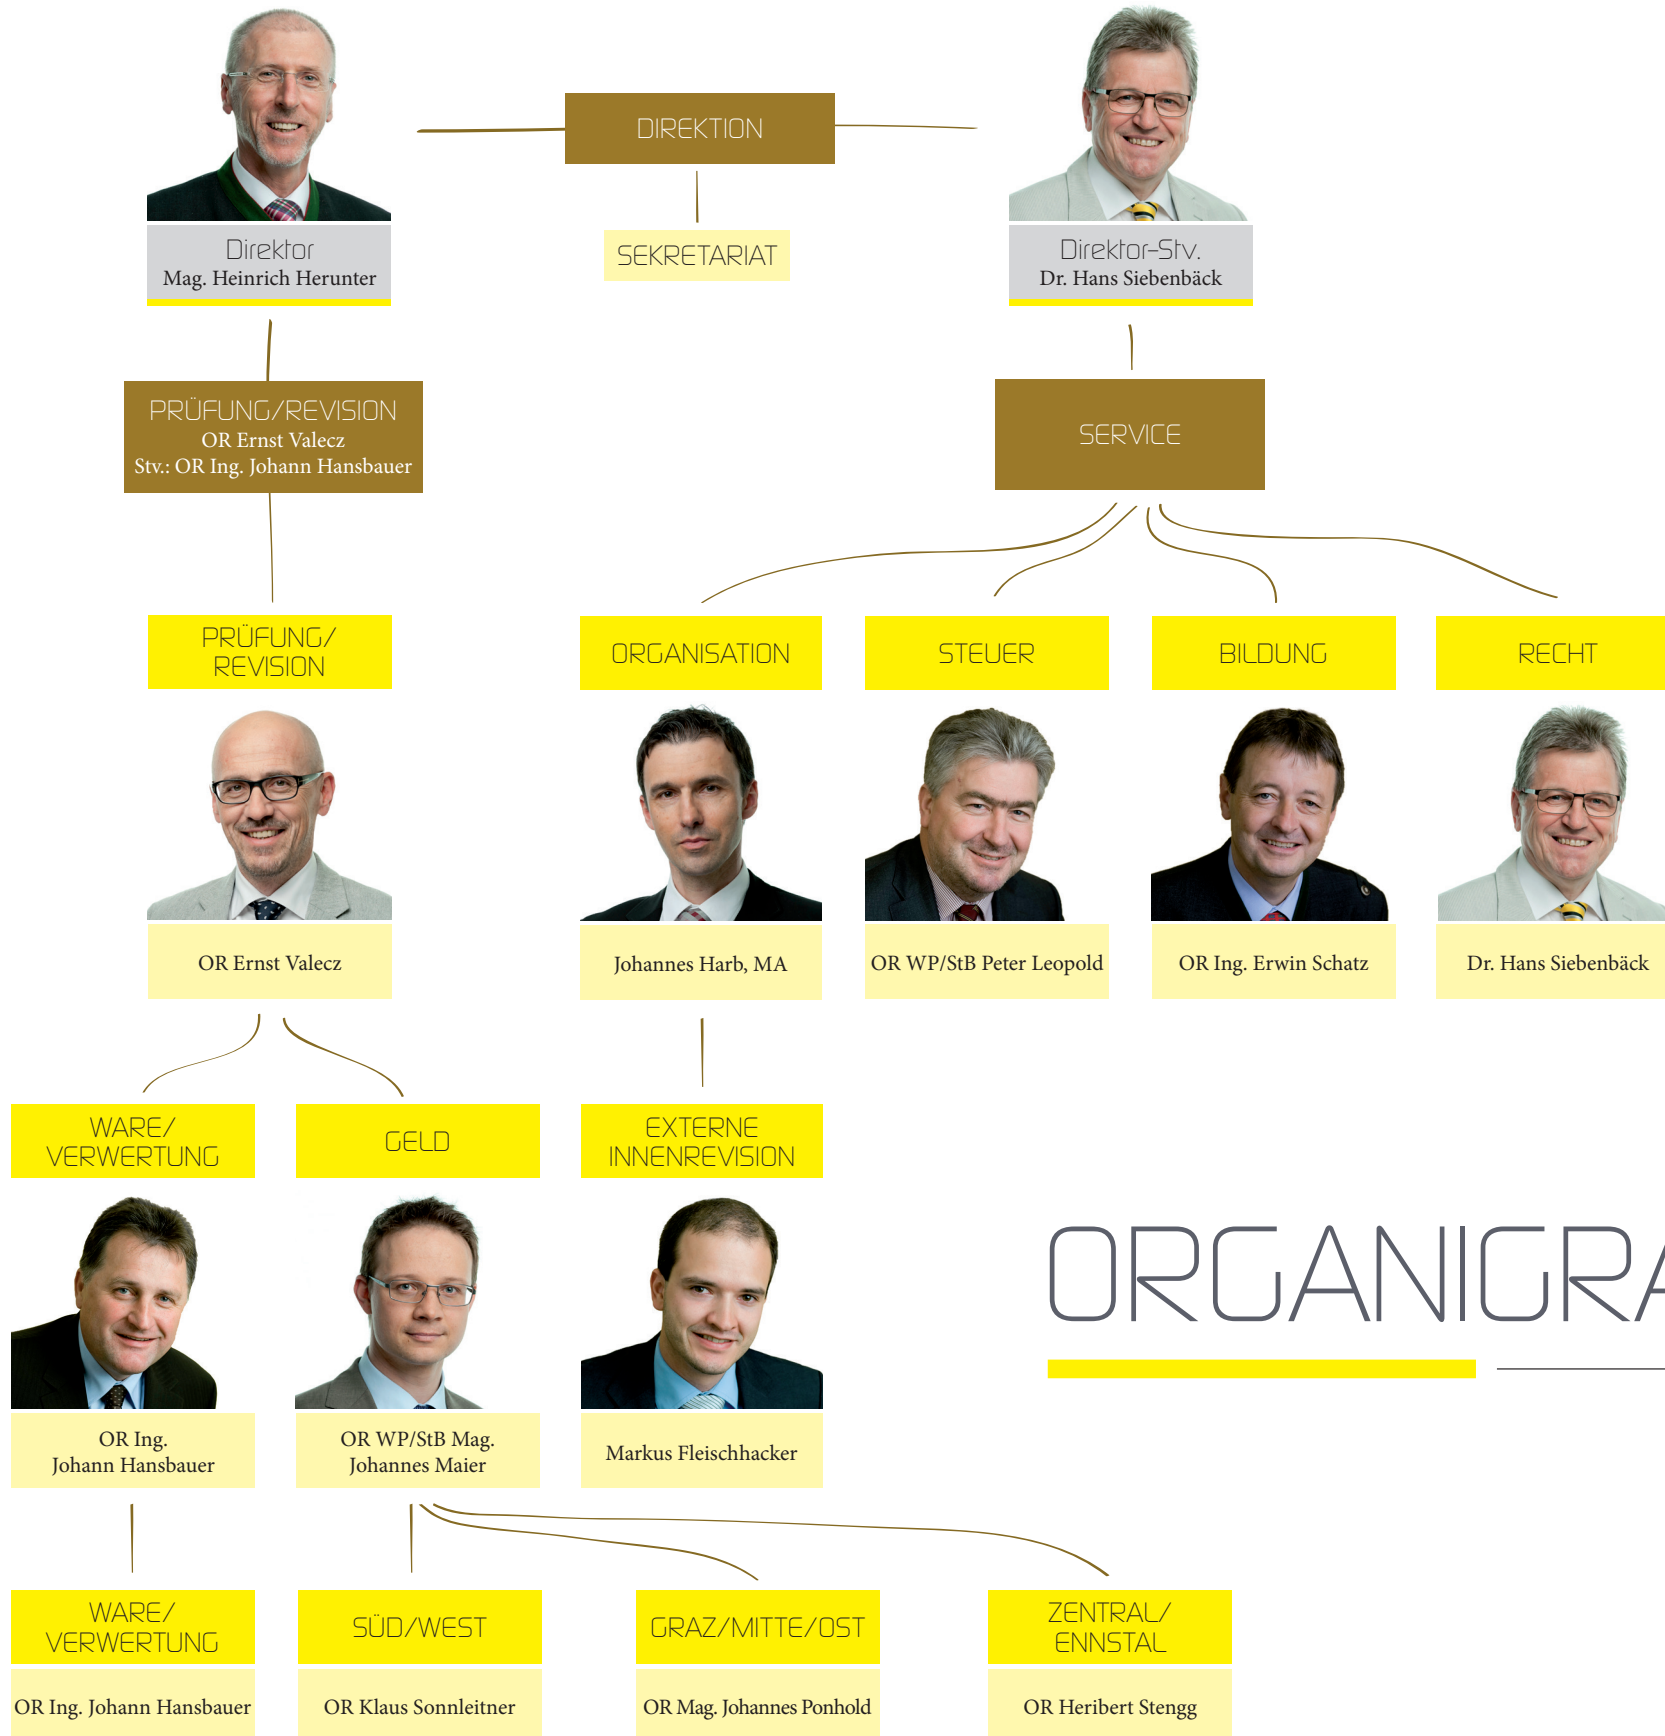 DIREKTION
SEKRETARIAT
Direktor
Mag. Heinrich Herunter
Direktor-Stv.
Dr. Hans Siebenbäck
PRÜFUNG/REVISION
OR Ernst Valecz
Stv.: OR Ing. Johann Hansbauer
SERVICE
PRÜFUNG/
REVISION
ORGANISATION
STEUER
BILDUNG
RECHT
OR Ernst Valecz
Johannes Harb, MA
OR WP/StB Peter Leopold
OR Ing. Erwin Schatz
Dr. Hans Siebenbäck
WARE/
VERWERTUNG
GELD
EXTERNE
INNENREVISION
ORGANIGRA
OR Ing.
Johann Hansbauer
OR WP/StB Mag.
Johannes Maier
Markus Fleischhacker
WARE/
VERWERTUNG
SÜD/WEST
GRAZ/MITTE/OST
ZENTRAL/
ENNSTAL
OR Ing. Johann Hansbauer
OR Klaus Sonnleitner
OR Mag. Johannes Ponhold
OR Heribert Stengg